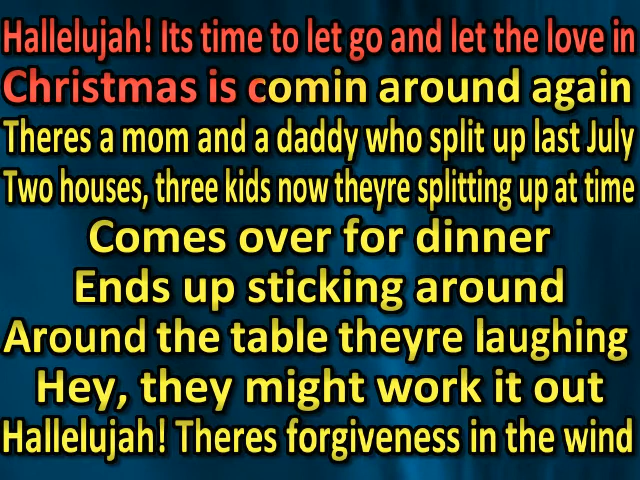 Hallelujah! Its time to let go and let the love in
Christmas is comin around again
Theres a mom and a daddy who split up last July
Two houses, three kids now theyre splitting up at time
Comes over for dinner
Ends up sticking around
Around the table theyre laughing
Hey, they might work it out
Hallelujah! Theres forgiveness in the wind